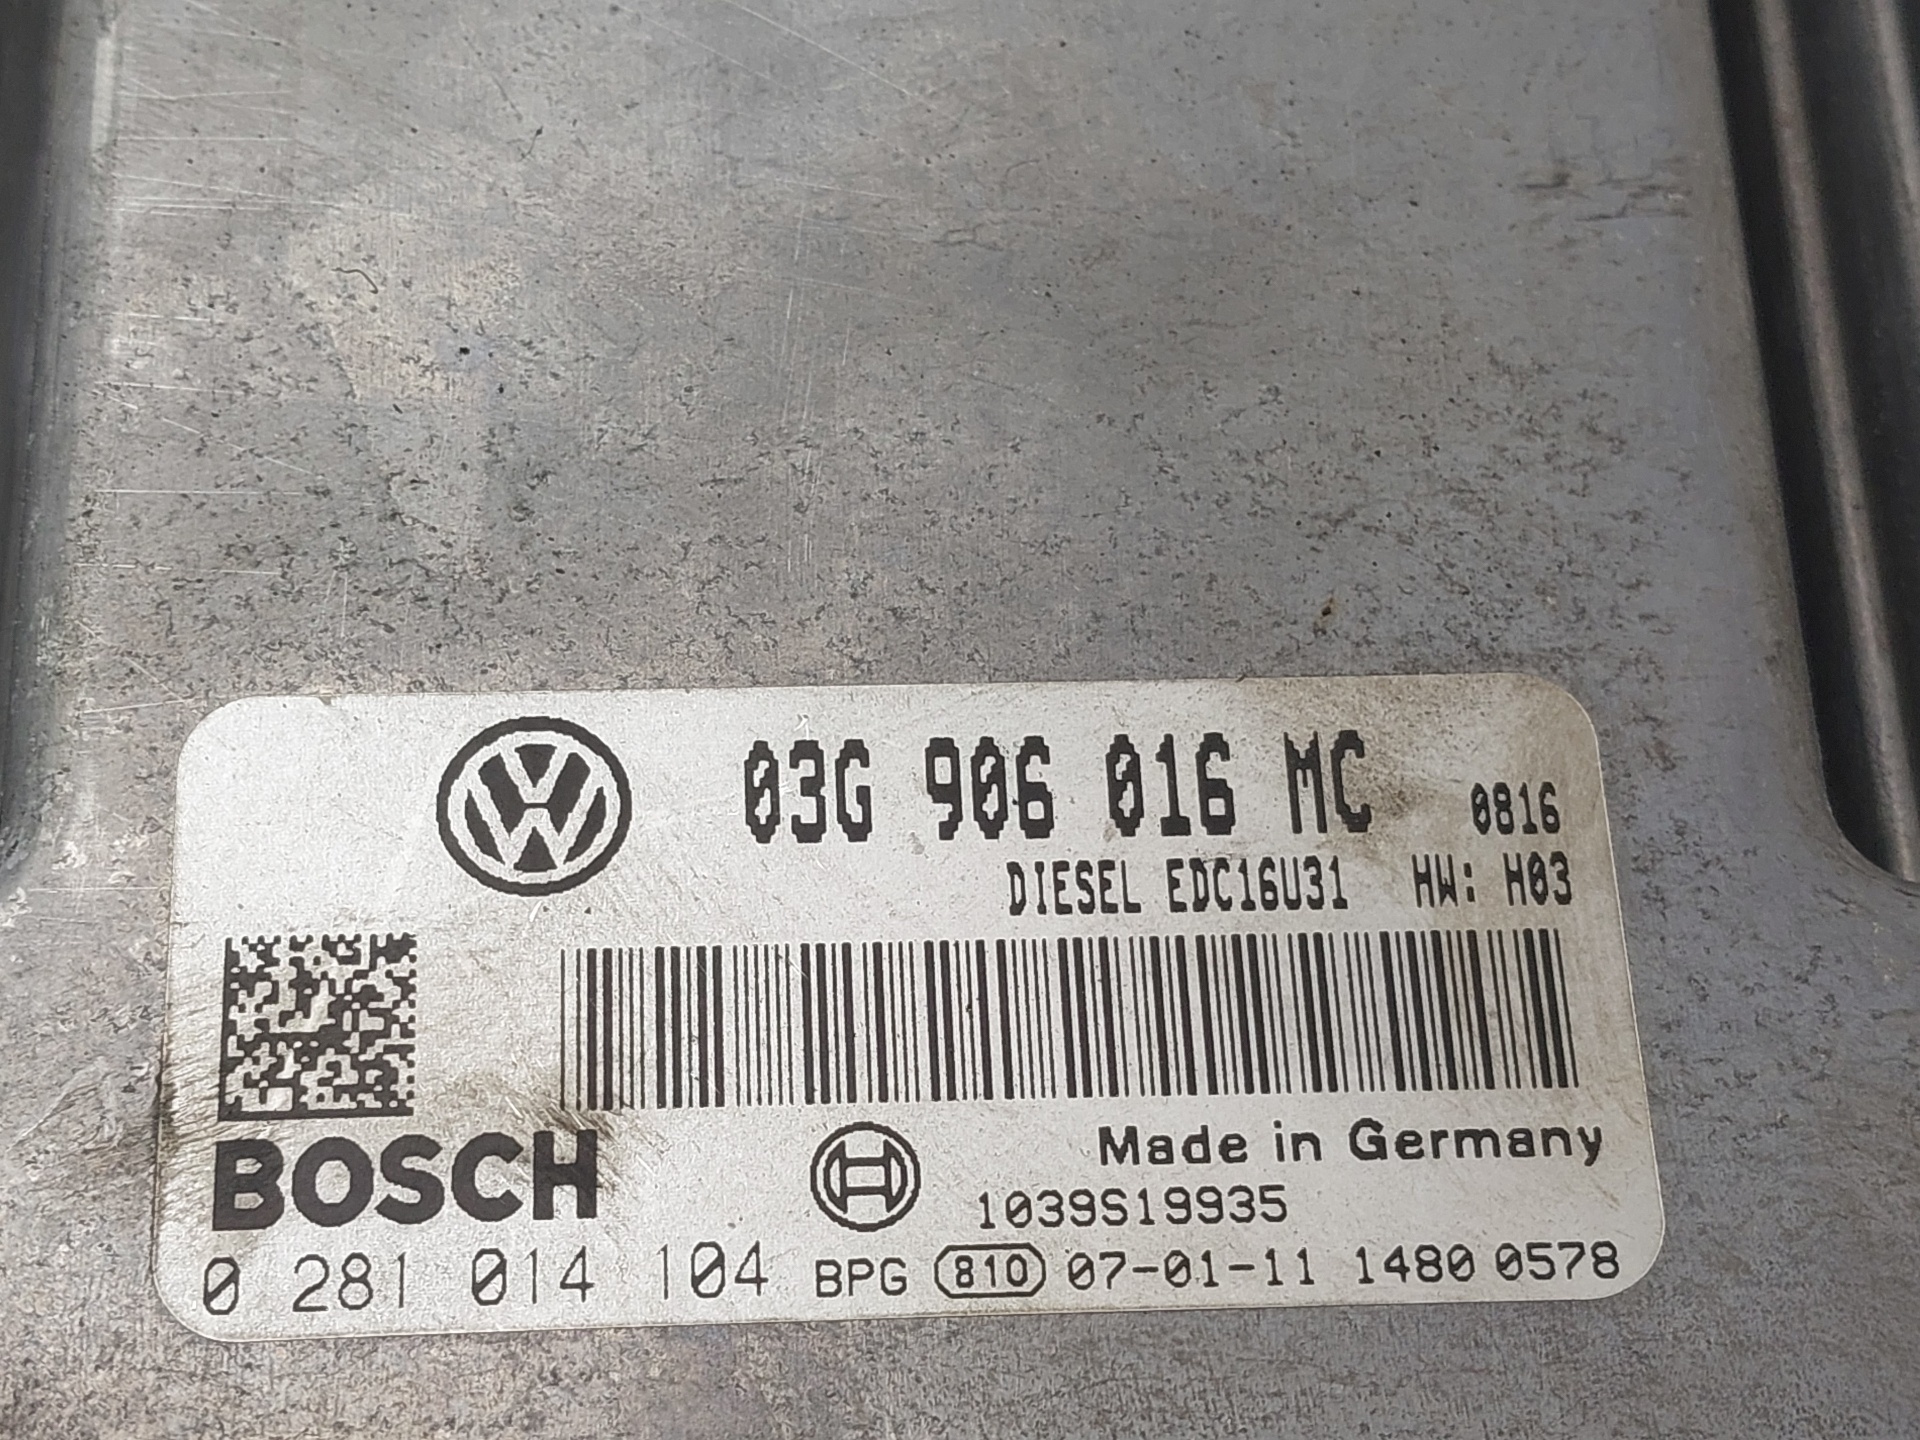 03G 906 016 MC 0816
DIESEL EDC16U31 HW: H03
BOSCH
Made in Germany
1039S19935
0 281 014 104 BPG 810 07-01-11 1480 0578